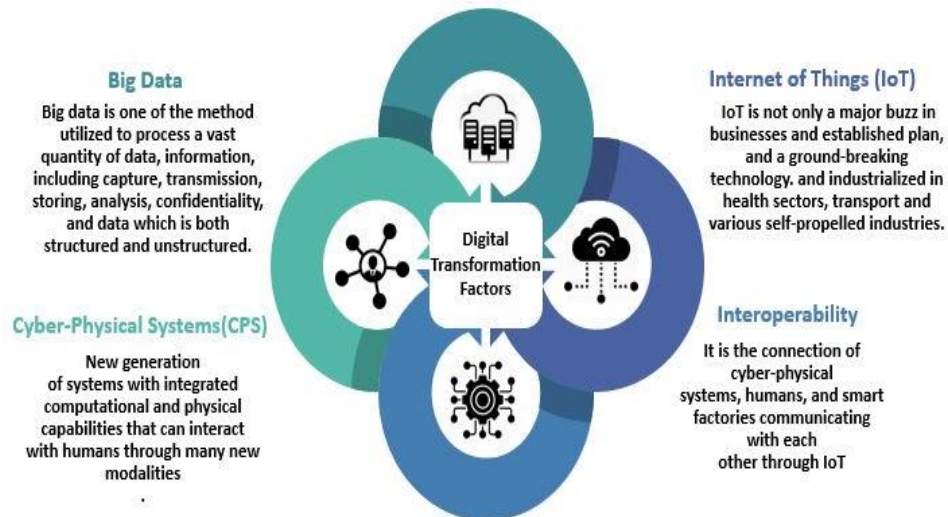 Big Data
Big data is one of the method
utilized to process a vast
quantity of data, information,
including capture, transmission,
storing, analysis, confidentiality,
and data which is both
structured and unstructured.
Internet of Things (IoT)
IoT is not only a major buzz in
businesses and established plan,
and a ground-breaking
technology. and industrialized in
health sectors, transport and
various self-propelled industries.
Digital
Transformation
Factors
Cyber-Physical Systems(CPS)
New generation
of systems with integrated
computational and physical
capabilities that can interact
with humans through many new
modalities
.
Interoperability
It is the connection of
cyber-physical
systems, humans, and smart
factories communicating
with each
other through IoT